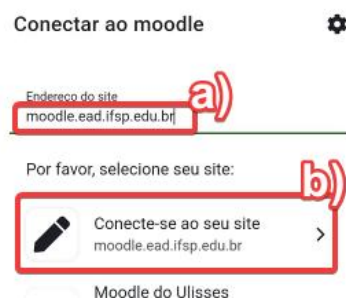 Conectar ao moodle
Endereço do site
a)
moodle.ead.ifsp.edu.br
Por favor, selecione seu site:
b)
Conecte-se ao seu site
moodle.ead.ifsp.edu.br
Moodle do Ulisses